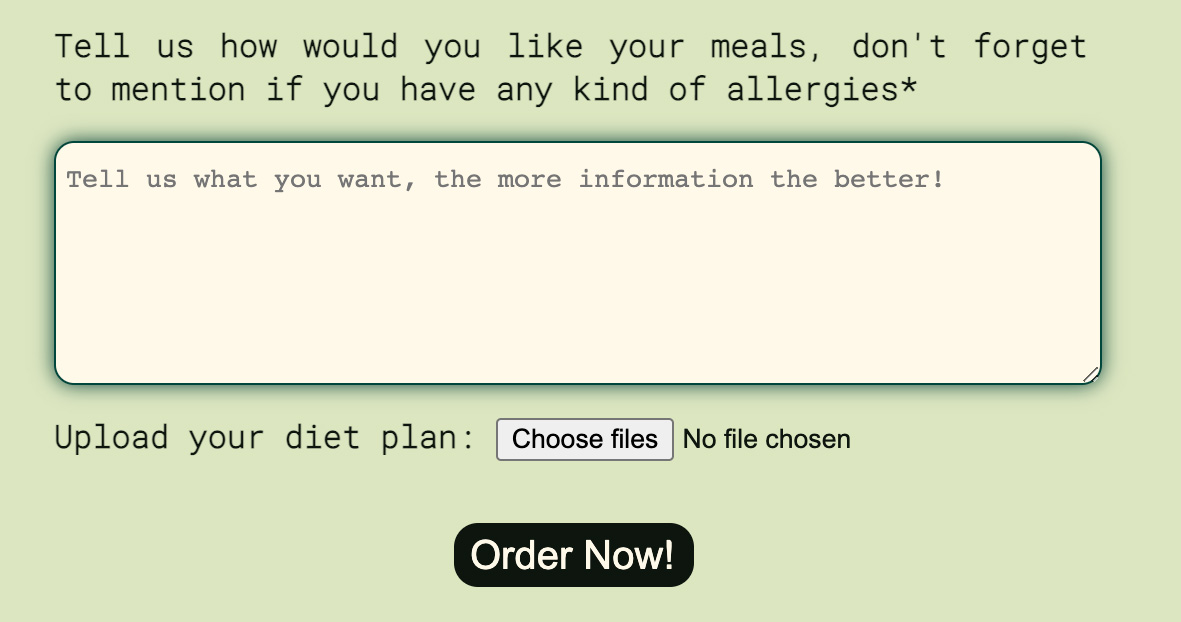 Tell us how would you like your meals, don't forget
to mention if you have any kind of allergies*
Tell us what you want, the more information the better!
Upload your diet plan: Choose files No file chosen
Order Now!